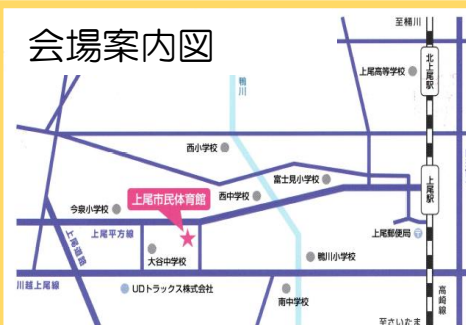 会場案内図
至桶川
上尾高等学校
北上尾駅
鴨川
西小学校
富士見小学校
上尾駅
上尾市民体育館
西中学校
今泉小学校
上尾平方線
上尾郵便局
上尾道路
大谷中学校
鴨川小学校
川越上尾線
UDトラックス株式会社
南中学校
高崎線
至さいたま